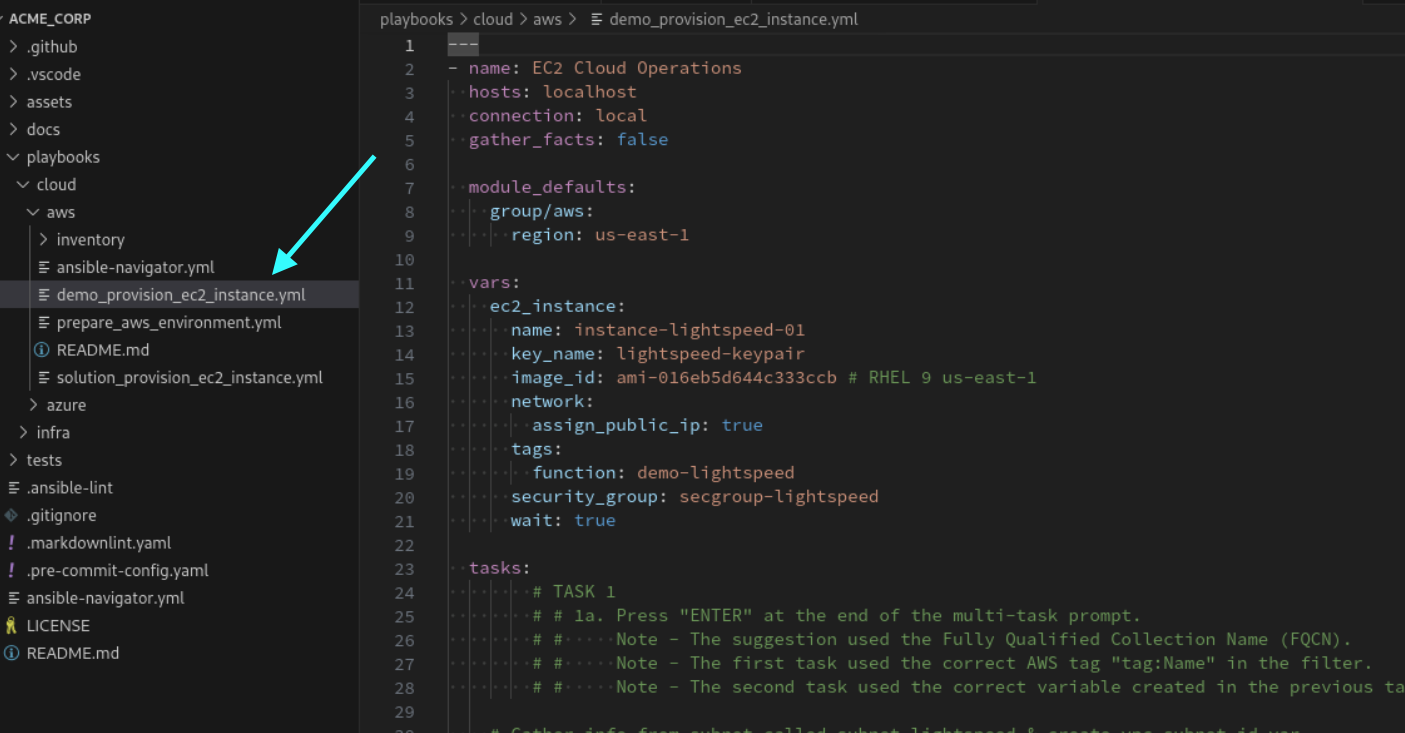 ACME_CORP
.github
.vscode
assets
docs
playbooks
cloud
aws
inventory
ansible-navigator.yml
demo_provision_ec2_instance.yml
prepare_aws_environment.yml
README.md
solution_provision_ec2_instance.yml
azure
infra
tests
.ansible-lint
.gitignore
.markdownlint.yaml
.pre-commit-config.yaml
ansible-navigator.yml
LICENSE
README.md
playbooks > cloud > aws > demo_provision_ec2_instance.yml
1 ---
2 - name: EC2 Cloud Operations
3 hosts: localhost
4 connection: local
5 gather_facts: false
6
7 module_defaults:
8 group/aws:
9 region: us-east-1
10
11 vars:
12 ec2_instance:
13 name: instance-lightspeed-01
14 key_name: lightspeed-keypair
15 image_id: ami-016eb5d644c333ccb # RHEL 9 us-east-1
16 network:
17 assign_public_ip: true
18 tags:
19 function: demo-lightspeed
20 security_group: secgroup-lightspeed
21 wait: true
22
23 tasks:
24 # TASK 1
25 # # 1a. Press "ENTER" at the end of the multi-task prompt.
26 # # Note - The suggestion used the Fully Qualified Collection Name (FQCN).
27 # # Note - The first task used the correct AWS tag "tag:Name" in the filter.
28 # # Note - The second task used the correct variable created in the previous ta
29